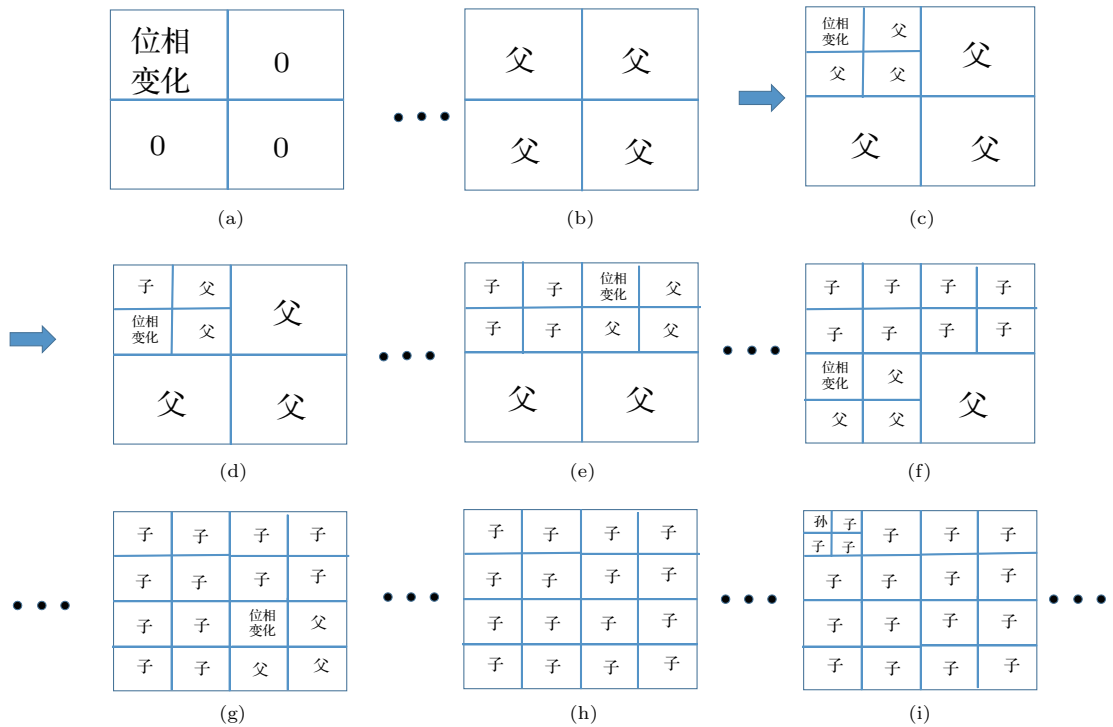 位相
变化
0
0
0
父 父
父 父
位相
变化
父
父 父
父
父 父
(a)
(b)
(c)
子 父
位相
变化
父
父
父 父
子 子
位相
变化
父
子 子 父 父
父 父
子 子 子 子
子 子 子 子
位相
变化
父
父 父
父
(d)
(e)
(f)
子 子 子 子
子 子 子 子
子 子
位相
变化
父
子 子 父 父
子 子 子 子
子 子 子 子
子 子 子 子
子 子 子 子
孙 子
子 子
子 子 子
子 子 子 子
子 子 子 子
子 子 子 子
(g)
(h)
(i)